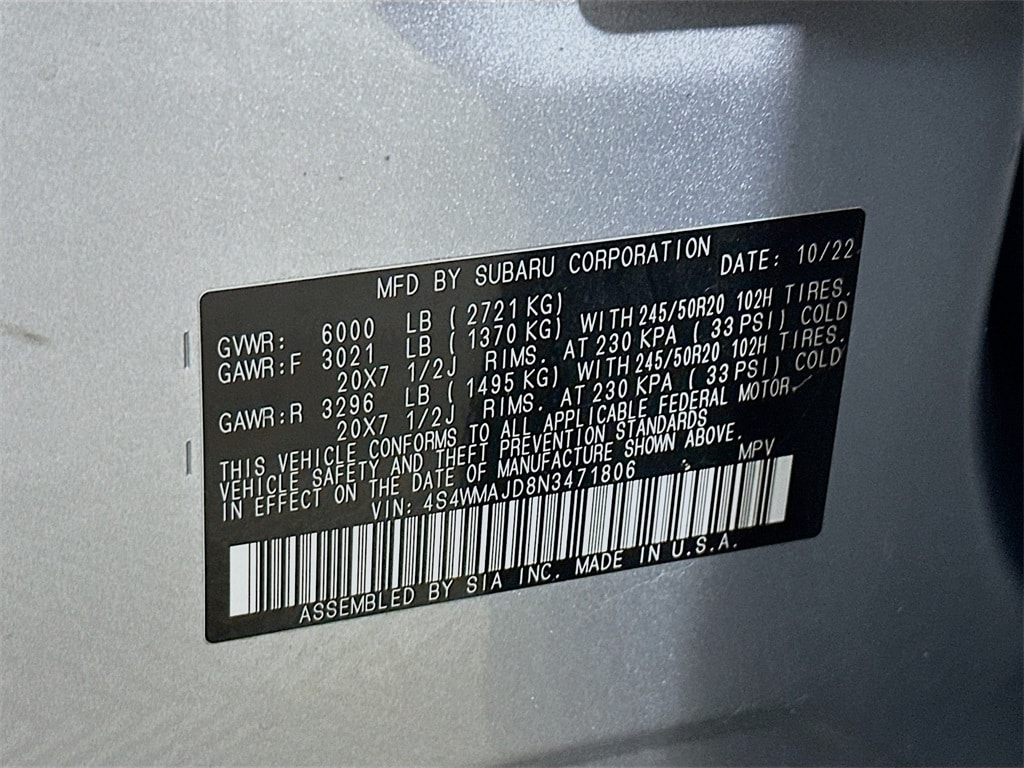 MFD BY SUBARU CORPORATION DATE: 10/22
GVWR: 6000 LB ( 2721 KG)
GAWR:F 3021 LB ( 1370 KG) WITH 245/50R20 102H TIRES.
20X7 1/2J RIMS. AT 230 KPA ( 33 PSI) COLD
GAWR:R 3296 LB ( 1495 KG) WITH 245/50R20 102H TIRES.
20X7 1/2J RIMS. AT 230 KPA ( 33 PSI) COLD
THIS VEHICLE CONFORMS TO ALL APPLICABLE FEDERAL MOTOR
VEHICLE SAFETY AND THEFT PREVENTION STANDARDS
IN EFFECT ON THE DATE OF MANUFACTURE SHOWN ABOVE.
VIN: 4S4WMAJD8N3471806 MPV
ASSEMBLED BY SIA INC. MADE IN U.S.A.